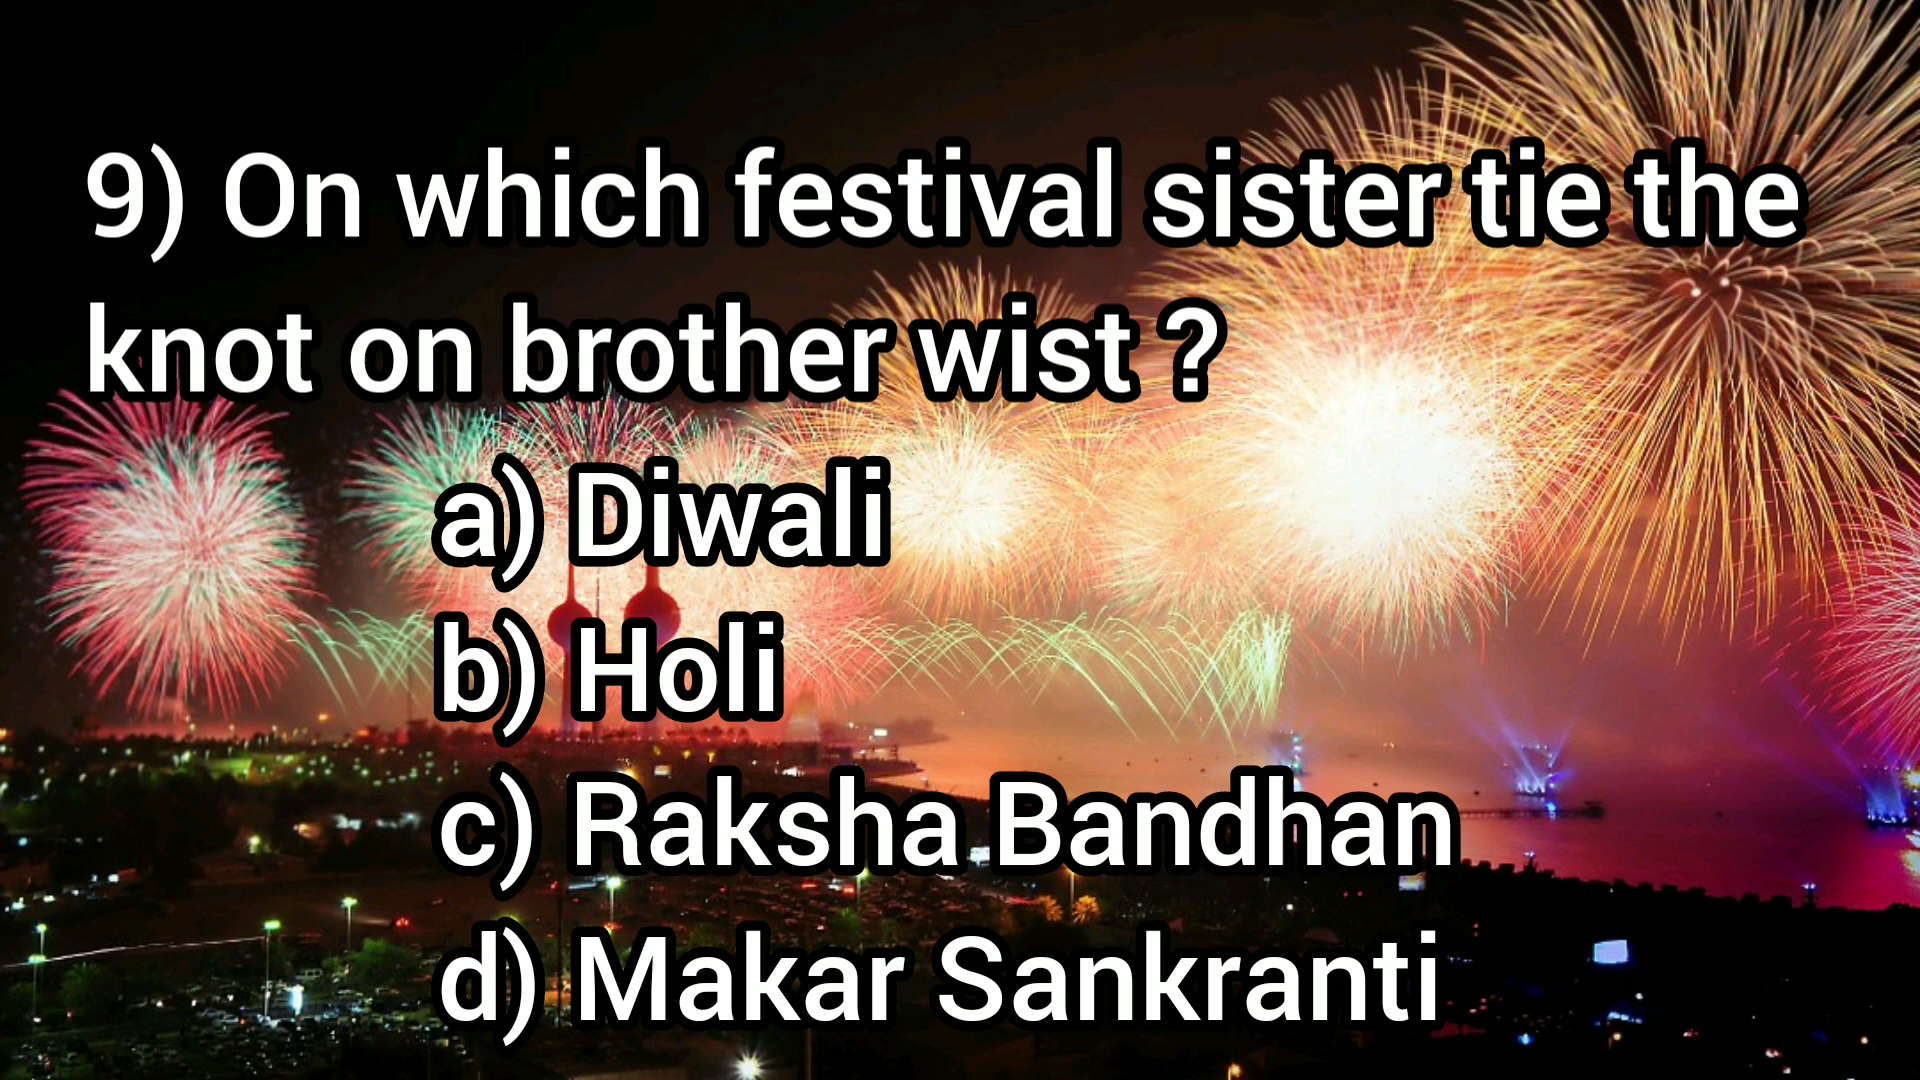 9) On which festival sister tie the
knot on brother wist ?
a) Diwali
b) Holi
c) Raksha Bandhan
d) Makar Sankranti